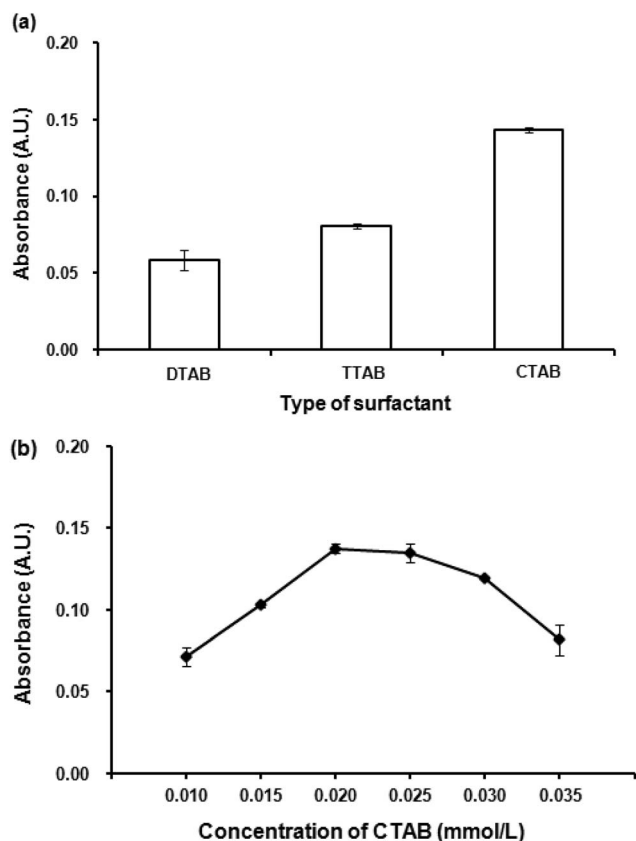 (a)
0.20
0.15
0.10
0.05
0.00
Absorbance (A.U.)
DTAB TTAB CTAB
Type of surfactant
(b)
0.20
0.15
0.10
0.05
0.00
Absorbance (A.U.)
0.010 0.015 0.020 0.025 0.030 0.035
Concentration of CTAB (mmol/L)